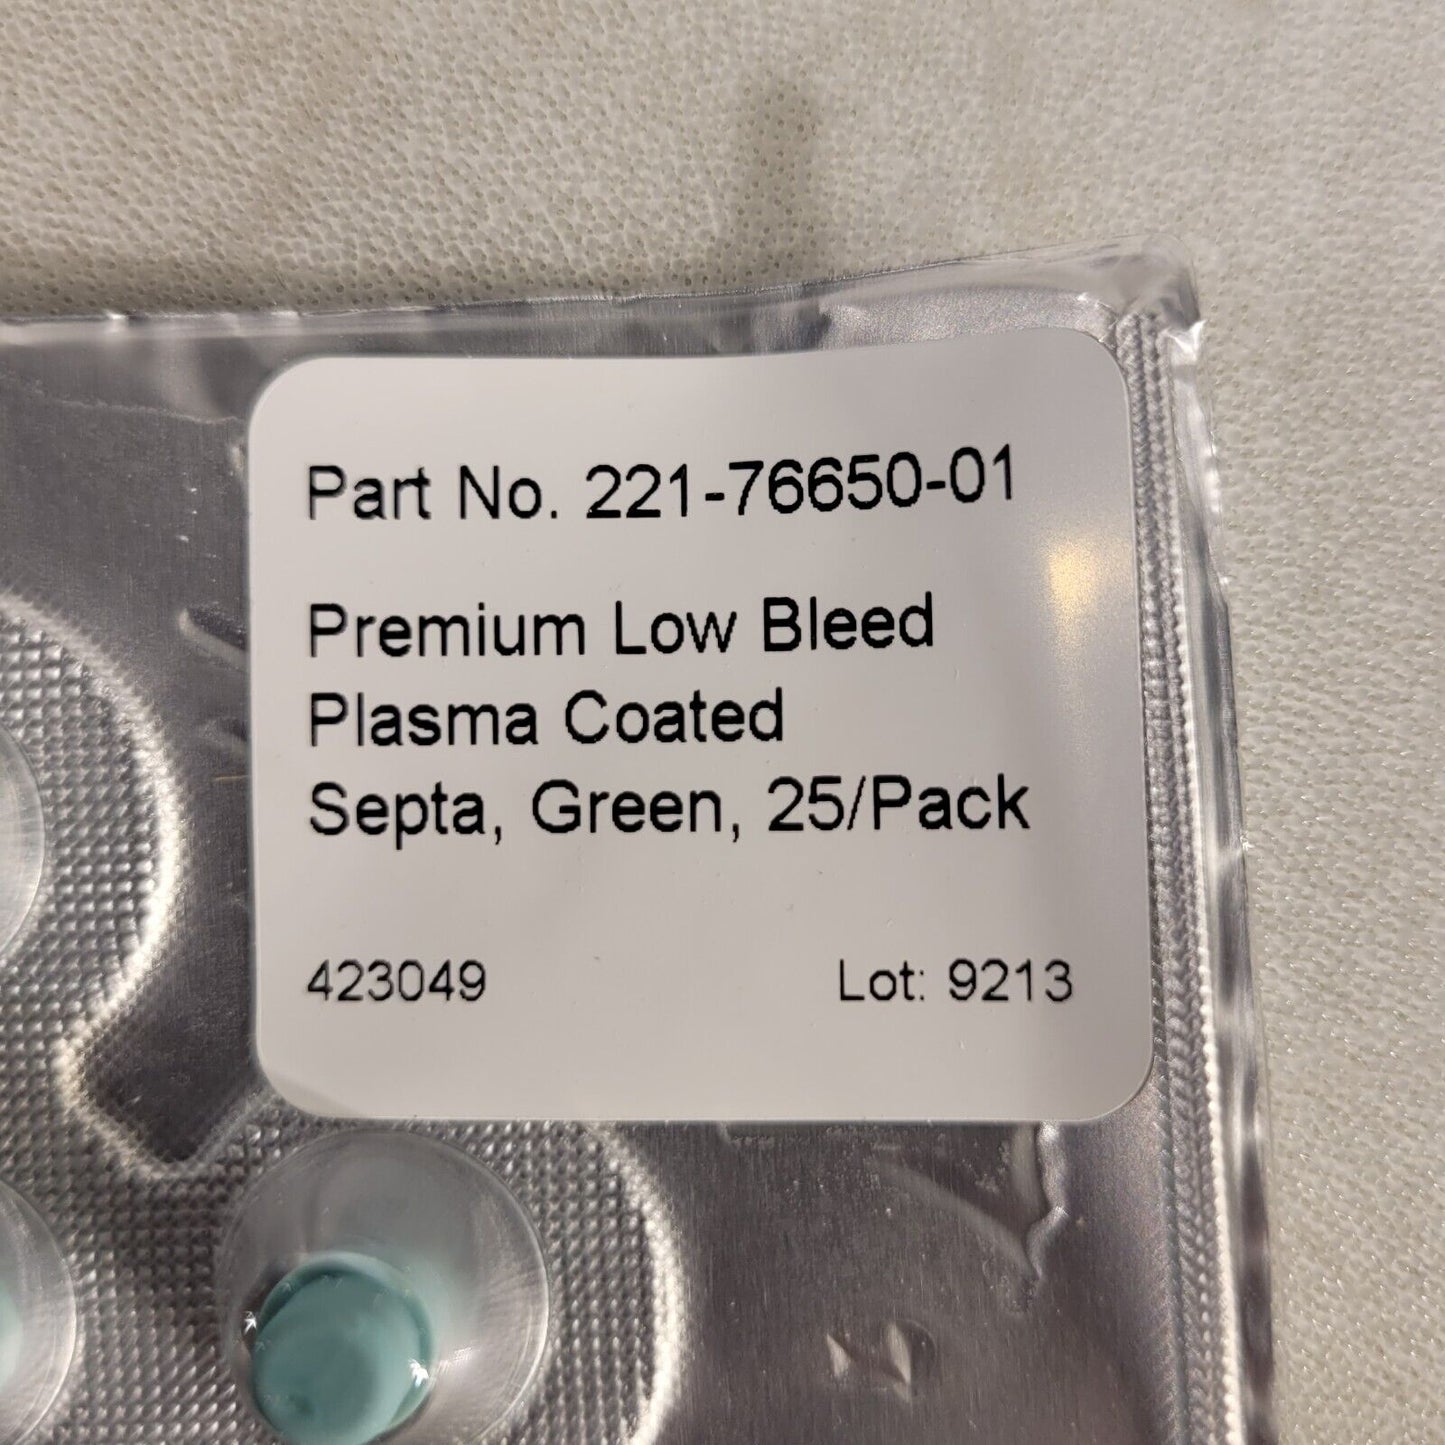 Part No. 221-76650-01
Premium Low Bleed
Plasma Coated
Septa, Green, 25/Pack
423049 Lot: 9213